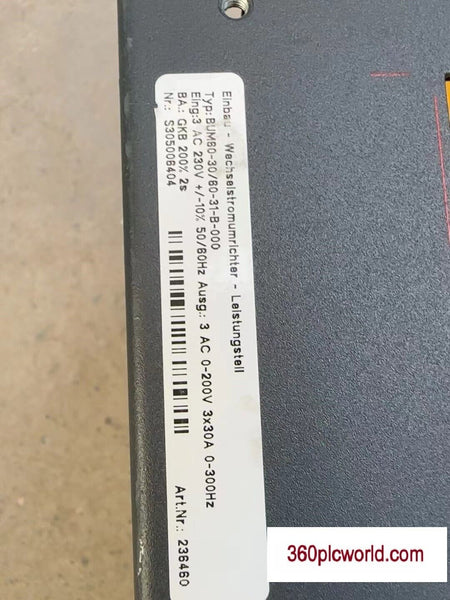 Einbau - Wechselstromumrichter - Leistungsteil
Typ:BUM60-30/60-31-B-000
Eing:3 AC 230V +/-10% 50/60Hz Ausg.: 3 AC 0-200V 3x30A 0-300Hz
BA.: GKB 200% 2s
Nr.: S305006404
Art.Nr.: 236460
360plcworld.com